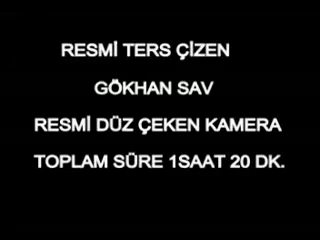 RESMİ TERS ÇİZEN
GÖKHAN SAV
RESMİ DÜZ ÇEKEN KAMERA
TOPLAM SÜRE 1SAAT 20 DK.